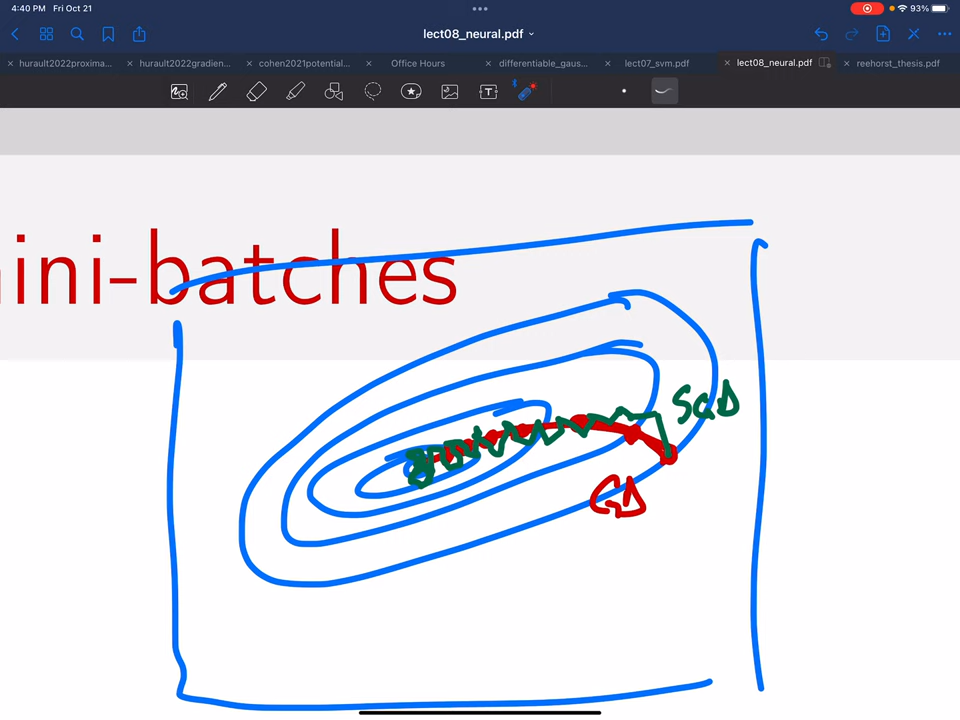 4:40 PM Fri Oct 21
93%
lect08_neural.pdf
hurault2022proxima...
hurault2022gradien...
cohen2021potential...
Office Hours
differentiable_gaus...
lect07_svm.pdf
lect08_neural.pdf
reehorst_thesis.pdf
ini-batches
SGD
GD